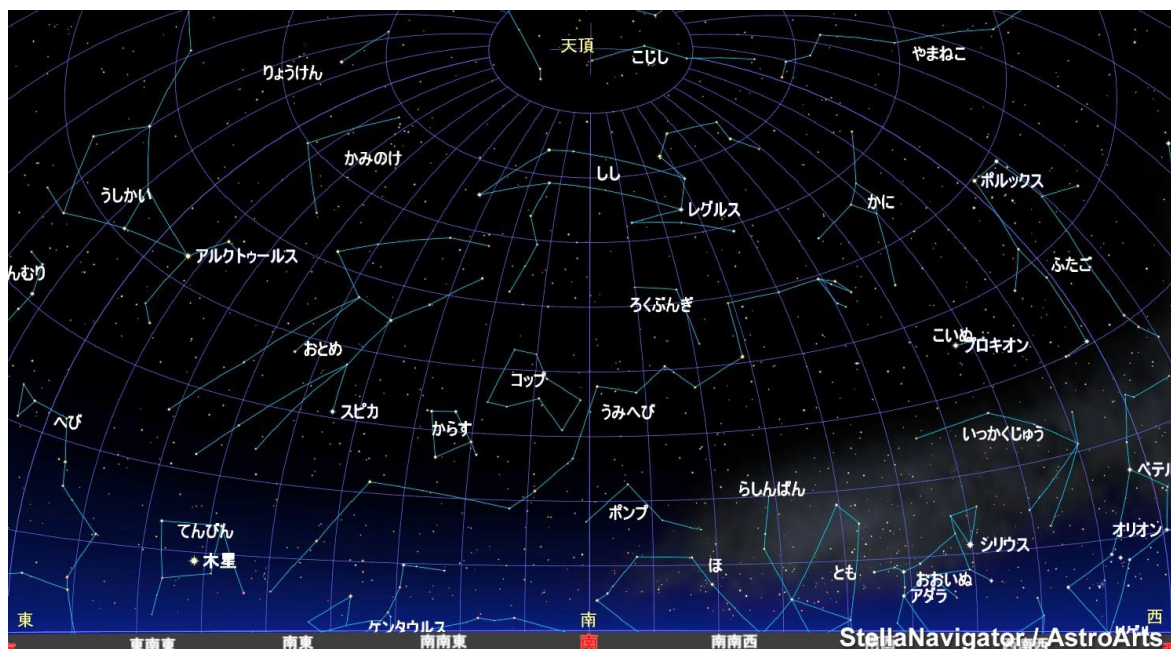 天頂
こじし
やまねこ
りょうけん
かみのけ
しし
うしかい
レグルス
かに
ポルックス
アルクトゥールス
んむり
ふたご
ろくぶんぎ
おとめ
こいぬ
プロキオン
コップ
スピカ
うみへび
へび
からす
いっかくじゅう
ベテル
らしんばん
ポンプ
てんびん
木星
オリオン
シリウス
ほ
とも
おおいぬ
アダラ
東
ケンタウルス
南
西
東南東
南東
南南東
南
南南西
StellaNavigator / AstroArts